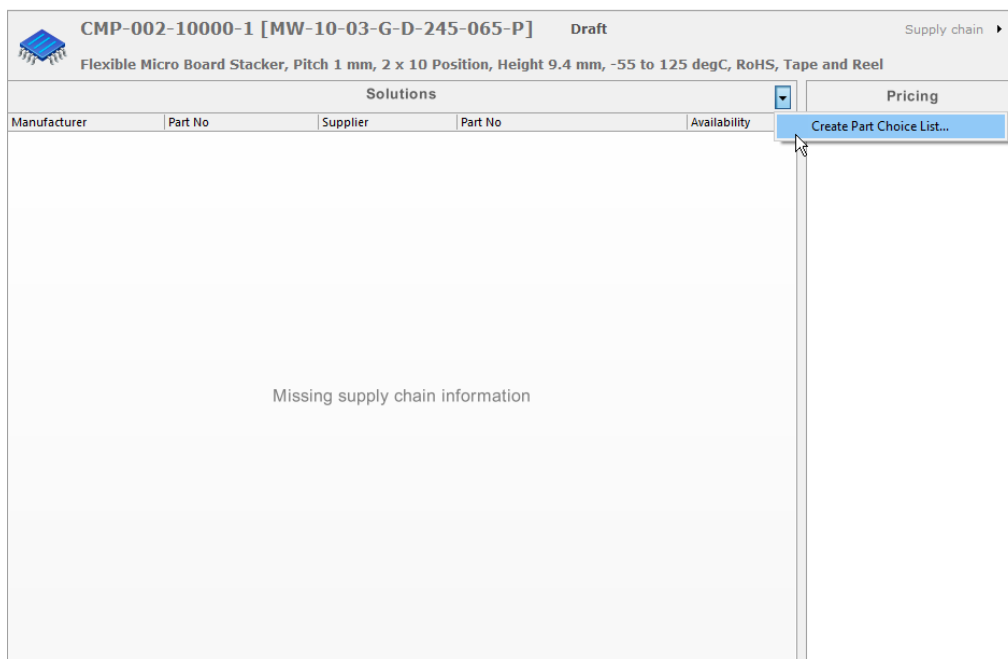 CMP-002-10000-1 [MW-10-03-G-D-245-065-P] Draft Supply chain
Flexible Micro Board Stacker, Pitch 1 mm, 2 x 10 Position, Height 9.4 mm, -55 to 125 degC, RoHS, Tape and Reel
Solutions Pricing
Manufacturer Part No Supplier Part No Availability Create Part Choice List...
Missing supply chain information